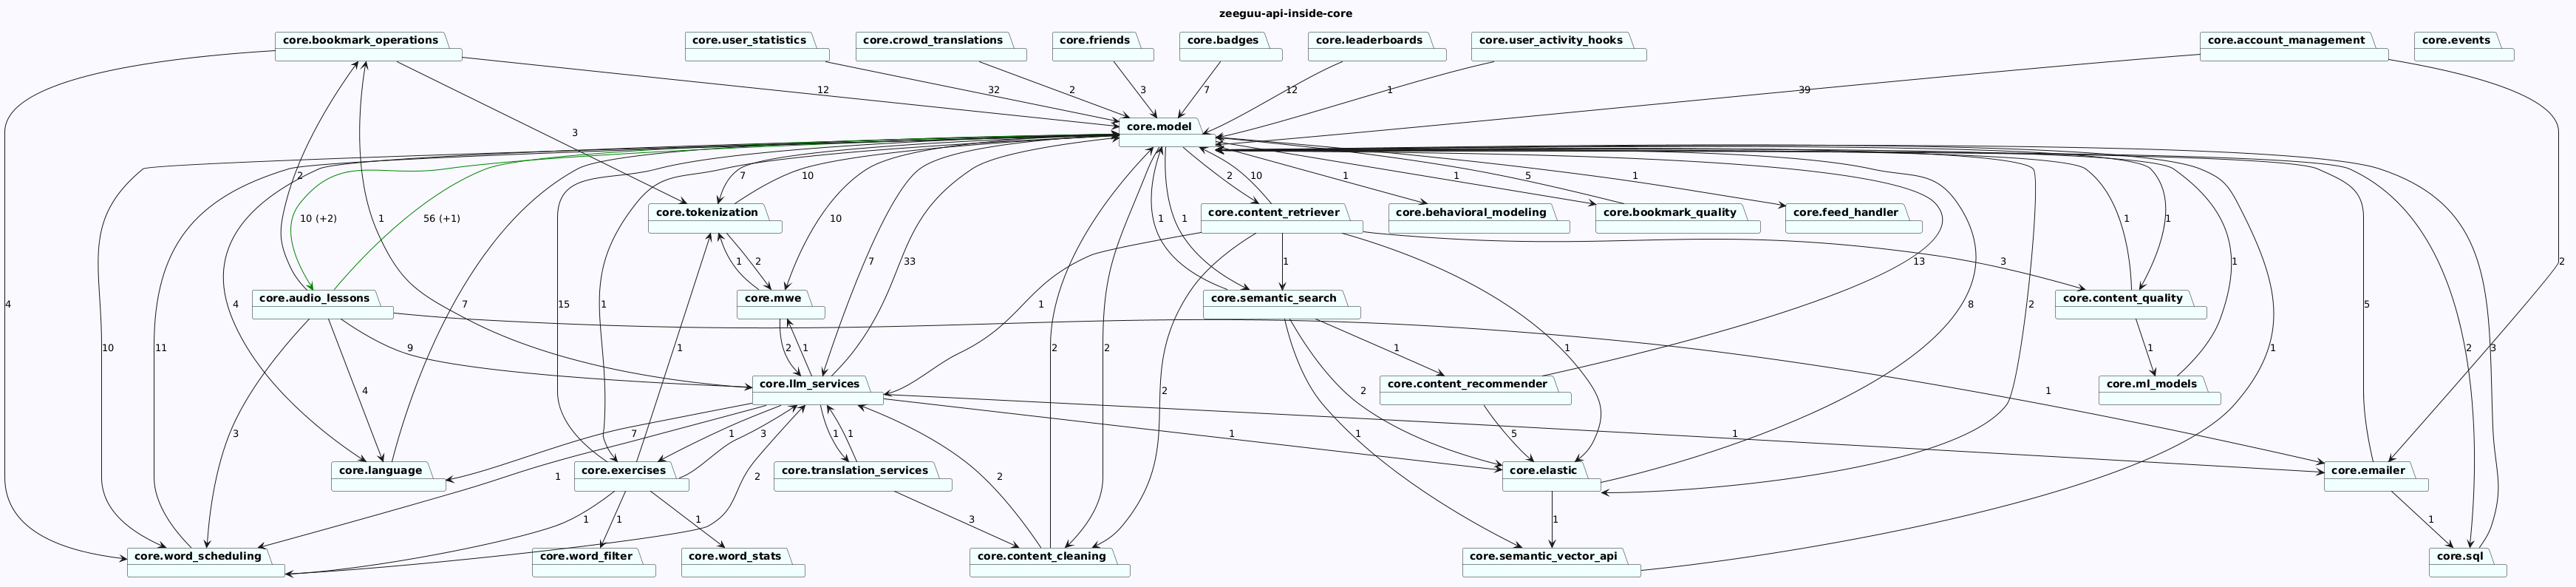 zeeguu-api-inside-core
core.bookmark_operations
core.user_statistics
core.crowd_translations
core.friends
core.badges
core.leaderboards
core.user_activity_hooks
core.account_management
core.events
12
32
2
3
7
12
1
39
core.model
3
2
7
10
2
10
1
1
5
1
core.tokenization
core.content_retriever
core.behavioral_modeling
core.bookmark_quality
core.feed_handler
10 (+2)
56 (+1)
1
10
1
1
1
1
1
2
7
33
1
3
13
2
core.audio_lessons
core.mwe
core.semantic_search
core.content_quality
4
4
7
15
1
1
8
2
5
10
11
9
2
1
2
2
2
1
1
1
1
1
2
3
core.llm_services
core.content_recommender
core.ml_models
4
1
2
1
3
7
1
3
1
1
1
1
5
core.language
core.exercises
core.translation_services
core.elastic
core.emailer
1
2
2
1
1
1
3
1
1
core.word_scheduling
core.word_filter
core.word_stats
core.content_cleaning
core.semantic_vector_api
core.sql